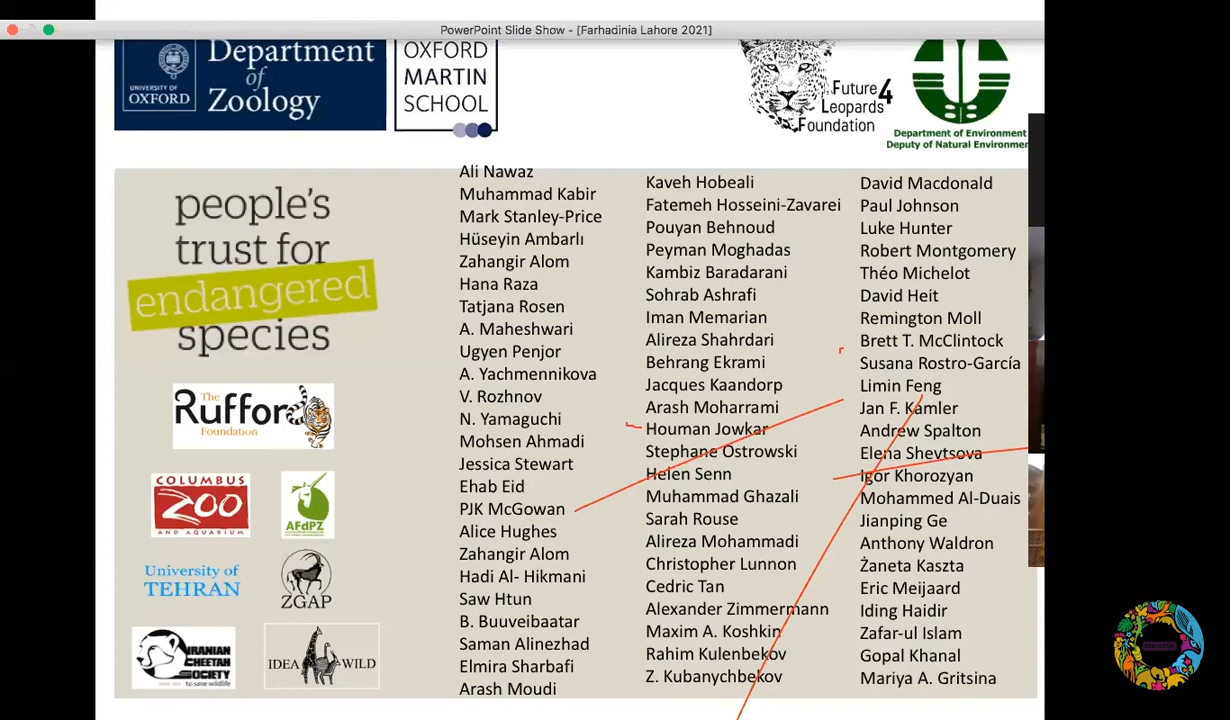 PowerPoint Slide Show - [Farhadinia Lahore 2021]
UNIVERSITY OF
OXFORD
Department
of
Zoology
OXFORD
MARTIN
SCHOOL
Future 4
Leopards
Foundation
Department of Environment
Deputy of Natural Environmen
people's
trust for
endangered
species
The
Rufford
Foundation
COLUMBUS
ZOO
AND AQUARIUM
AFdPZ
University of
TEHRAN
ZGAP
IRANIAN
CHEETAH
SOCIETY
to save wildlife
IDEA WILD
Ali Nawaz
Muhammad Kabir
Mark Stanley-Price
Hüseyin Ambarlı
Zahangir Alom
Hana Raza
Tatjana Rosen
A. Maheshwari
Ugyen Penjor
A. Yachmennikova
V. Rozhnov
N. Yamaguchi
Mohsen Ahmadi
Jessica Stewart
Ehab Eid
PJK McGowan
Alice Hughes
Zahangir Alom
Hadi Al- Hikmani
Saw Htun
B. Buuveibaatar
Saman Alinezhad
Elmira Sharbafi
Arash Moudi
Kaveh Hobeali
Fatemeh Hosseini-Zavarei
Pouyan Behnoud
Peyman Moghadas
Kambiz Baradarani
Sohrab Ashrafi
Iman Memarian
Alireza Shahrdari
Behrang Ekrami
Jacques Kaandorp
Arash Moharrami
Houman Jowkar
Stephane Ostrowski
Helen Senn
Muhammad Ghazali
Sarah Rouse
Alireza Mohammadi
Christopher Lunnon
Cedric Tan
Alexander Zimmermann
Maxim A. Koshkin
Rahim Kulenbekov
Z. Kubanychbekov
David Macdonald
Paul Johnson
Luke Hunter
Robert Montgomery
Théo Michelot
David Heit
Remington Moll
Brett T. McClintock
Susana Rostro-García
Limin Feng
Jan F. Kamler
Andrew Spalton
Elena Shevtsova
Igor Khorozyan
Mohammed Al-Duais
Jianping Ge
Anthony Waldron
Żaneta Kaszta
Eric Meijaard
Iding Haidir
Zafar-ul Islam
Gopal Khanal
Mariya A. Gritsina